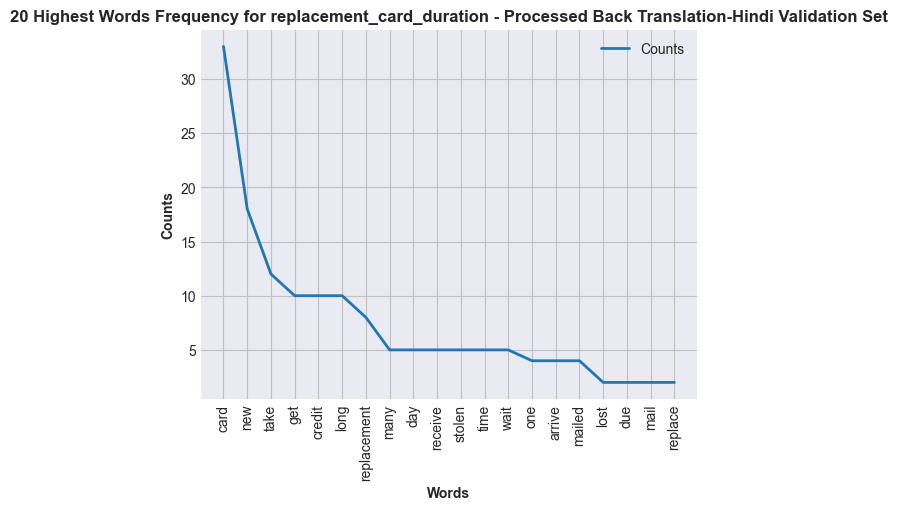 20 Highest Words Frequency for replacement_card_duration - Processed Back Translation-Hindi Validation Set
Counts
30
25
20
15
10
5
Counts
card
new
take
get
credit
long
replacement
many
day
receive
stolen
time
wait
one
arrive
mailed
lost
due
mail
replace
Words